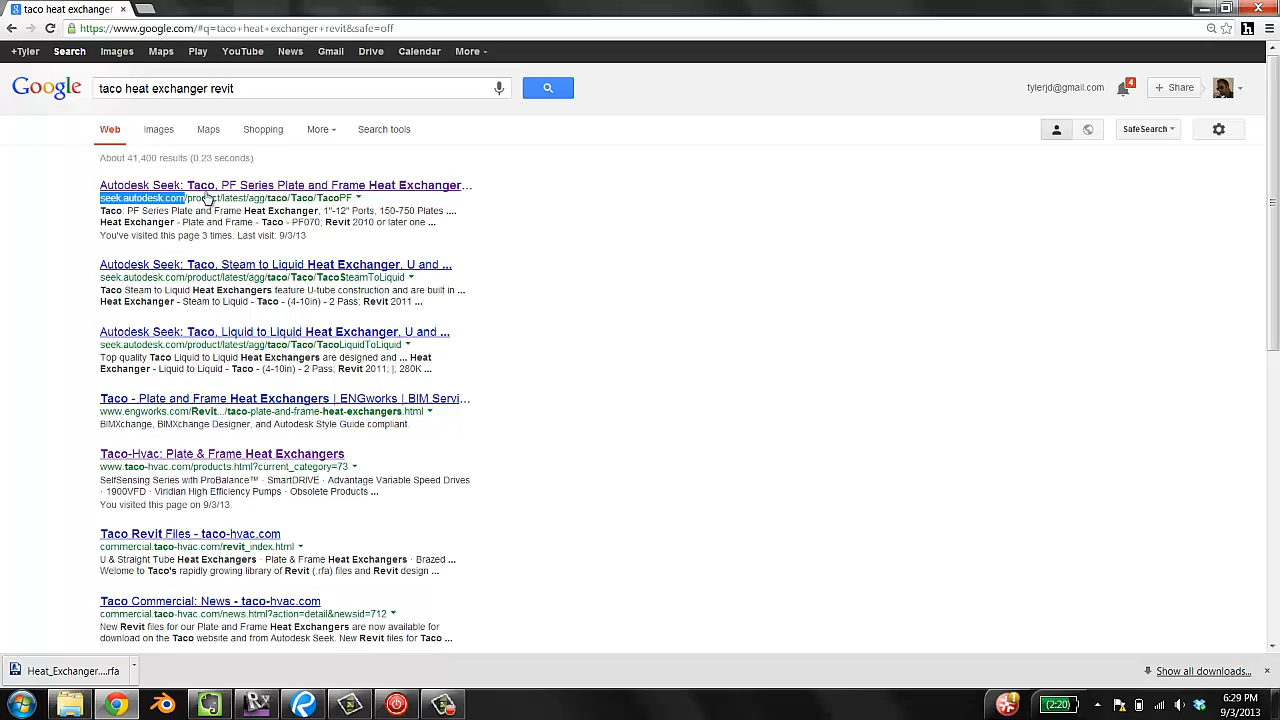 taco heat exchanger
https://www.google.com/#q=taco+heat+exchanger+revit&safe=off
+Tyler Search Images Maps Play YouTube News Gmail Drive Calendar More
Google
taco heat exchanger revit
tylerjd@gmail.com
4
+ Share
Web Images Maps Shopping More Search tools
SafeSearch
About 41,400 results (0.23 seconds)
Autodesk Seek: Taco, PF Series Plate and Frame Heat Exchanger...
seek.autodesk.com/product/latest/agg/taco/Taco/TacoPF
Taco: PF Series Plate and Frame Heat Exchanger, 1"-12" Ports, 150-750 Plates ....
Heat Exchanger - Plate and Frame - Taco - PF070; Revit 2010 or later one ...
You've visited this page 3 times. Last visit: 9/3/13
Autodesk Seek: Taco, Steam to Liquid Heat Exchanger, U and ...
seek.autodesk.com/product/latest/agg/taco/Taco/TacoSteamToLiquid
Taco Steam to Liquid Heat Exchangers feature U-tube construction and are built in ...
Heat Exchanger - Steam to Liquid - Taco - (4-10in) - 2 Pass; Revit 2011 ...
Autodesk Seek: Taco, Liquid to Liquid Heat Exchanger, U and ...
seek.autodesk.com/product/latest/agg/taco/Taco/TacoLiquidToLiquid
Top quality Taco Liquid to Liquid Heat Exchangers are designed and ... Heat
Exchanger - Liquid to Liquid - Taco - (4-10in) - 2 Pass; Revit 2011; |; 280K ...
Taco - Plate and Frame Heat Exchangers | ENGworks | BIM Servi...
www.engworks.com/Revit.../taco-plate-and-frame-heat-exchangers.html
BIMXchange, BIMXchange Designer, and Autodesk Style Guide compliant.
Taco-Hvac: Plate & Frame Heat Exchangers
www.taco-hvac.com/products.html?current_category=73
SelfSensing Series with ProBalance™ · SmartDRIVE · Advantage Variable Speed Drives
· 1900VFD · Viridian High Efficiency Pumps · Obsolete Products ...
You visited this page on 9/3/13.
Taco Revit Files - taco-hvac.com
commercial.taco-hvac.com/revit_index.html
U & Straight Tube Heat Exchangers · Plate & Frame Heat Exchangers · Brazed ...
Welome to Taco's rapidly growing library of Revit (.rfa) files and Revit design ...
Taco Commercial: News - taco-hvac.com
commercial.taco-hvac.com/news.html?action=detail&newsid=712
New Revit files for our Plate and Frame Heat Exchangers are now available for
download on the Taco website and from Autodesk Seek. New Revit files for Taco ...
Heat_Exchanger....rfa
Show all downloads...
(2:20)
6:29 PM
9/3/2013